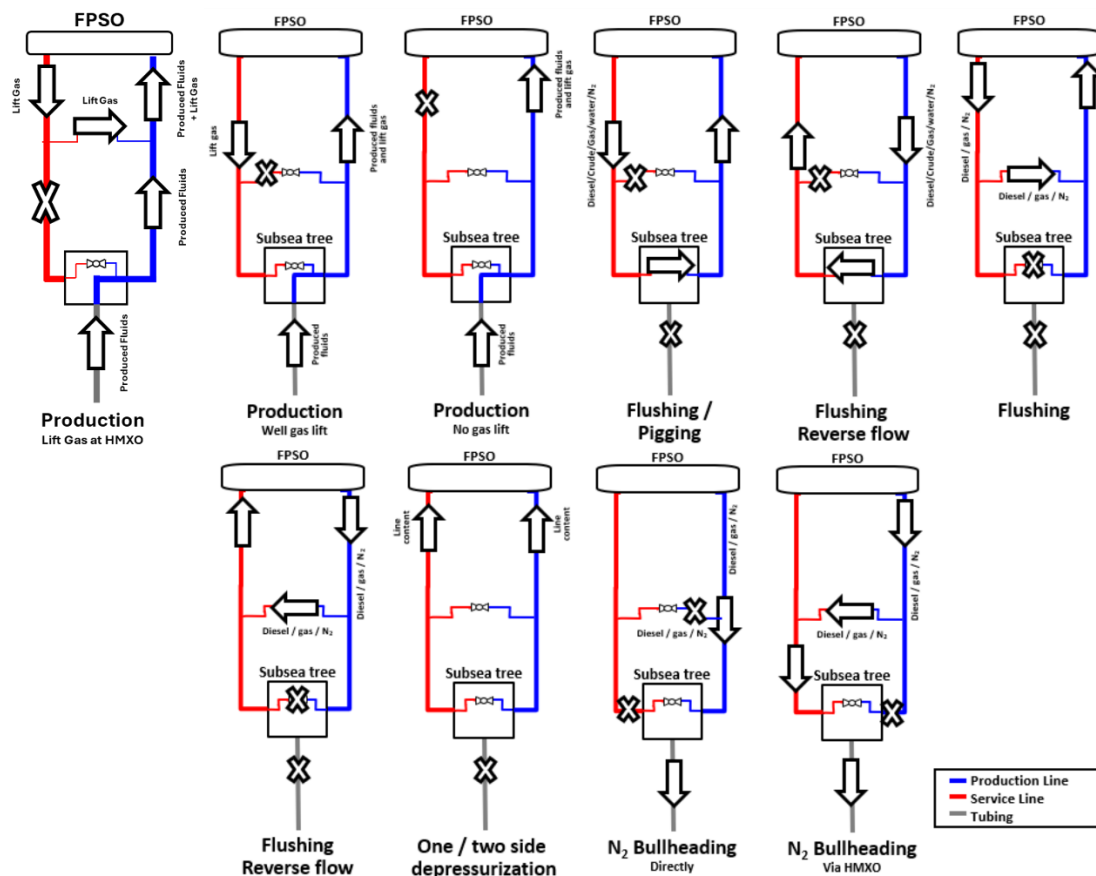 FPSO
Lift Gas
Lift Gas
Produced Fluids
+ Lift Gas
Produced Fluids
Produced Fluids
Production
Lift Gas at HMXO
FPSO
Lift gas
Produced fluids
and lift gas
Subsea tree
Produced
fluids
Production
Well gas lift
FPSO
Produced fluids
and lift gas
Subsea tree
Produced
fluids
Production
No gas lift
FPSO
Diesel/Crude/Gas/water/N₂
Subsea tree
Flushing /
Pigging
FPSO
Diesel/Crude/Gas/water/N₂
Subsea tree
Flushing
Reverse flow
FPSO
Diesel / gas / N₂
Diesel / gas / N₂
Subsea tree
Flushing
FPSO
Diesel / gas / N₂
Diesel / gas / N₂
Subsea tree
Flushing
Reverse flow
FPSO
Line
content
Line
content
Subsea tree
One / two side
depressurization
FPSO
Diesel / gas / N₂
Diesel / gas / N₂
Subsea tree
N₂ Bullheading
Directly
FPSO
Diesel / gas / N₂
Diesel / gas / N₂
Subsea tree
N₂ Bullheading
Via HMXO
Production Line
Service Line
Tubing